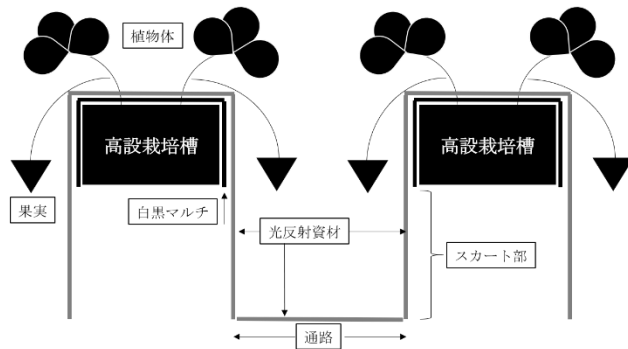 植物体
高設栽培槽
高設栽培槽
果実
白黒マルチ
光反射資材
スカート部
通路